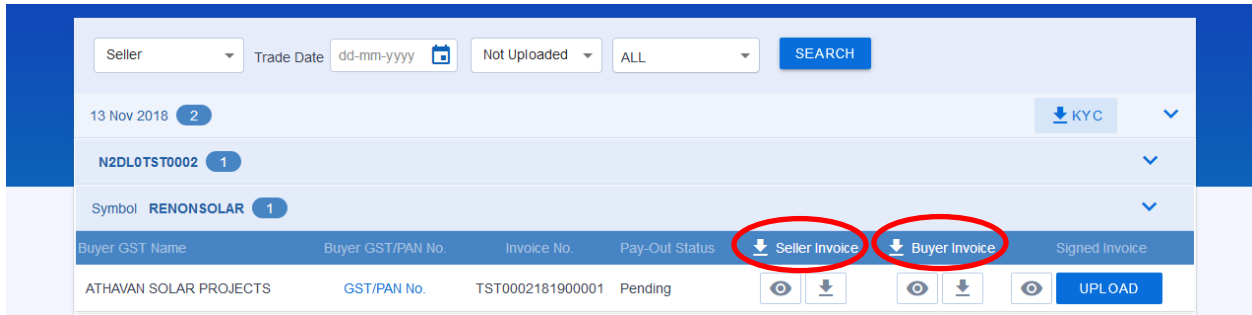 Seller Trade Date dd-mm-yyyy Not Uploaded ALL SEARCH
13 Nov 2018 2 KYC
N2DL0TST0002 1
Symbol RENONSOLAR 1
Buyer GST Name Buyer GST/PAN No. Invoice No. Pay-Out Status Seller Invoice Buyer Invoice Signed Invoice
ATHAVAN SOLAR PROJECTS GST/PAN No. TST0002181900001 Pending UPLOAD